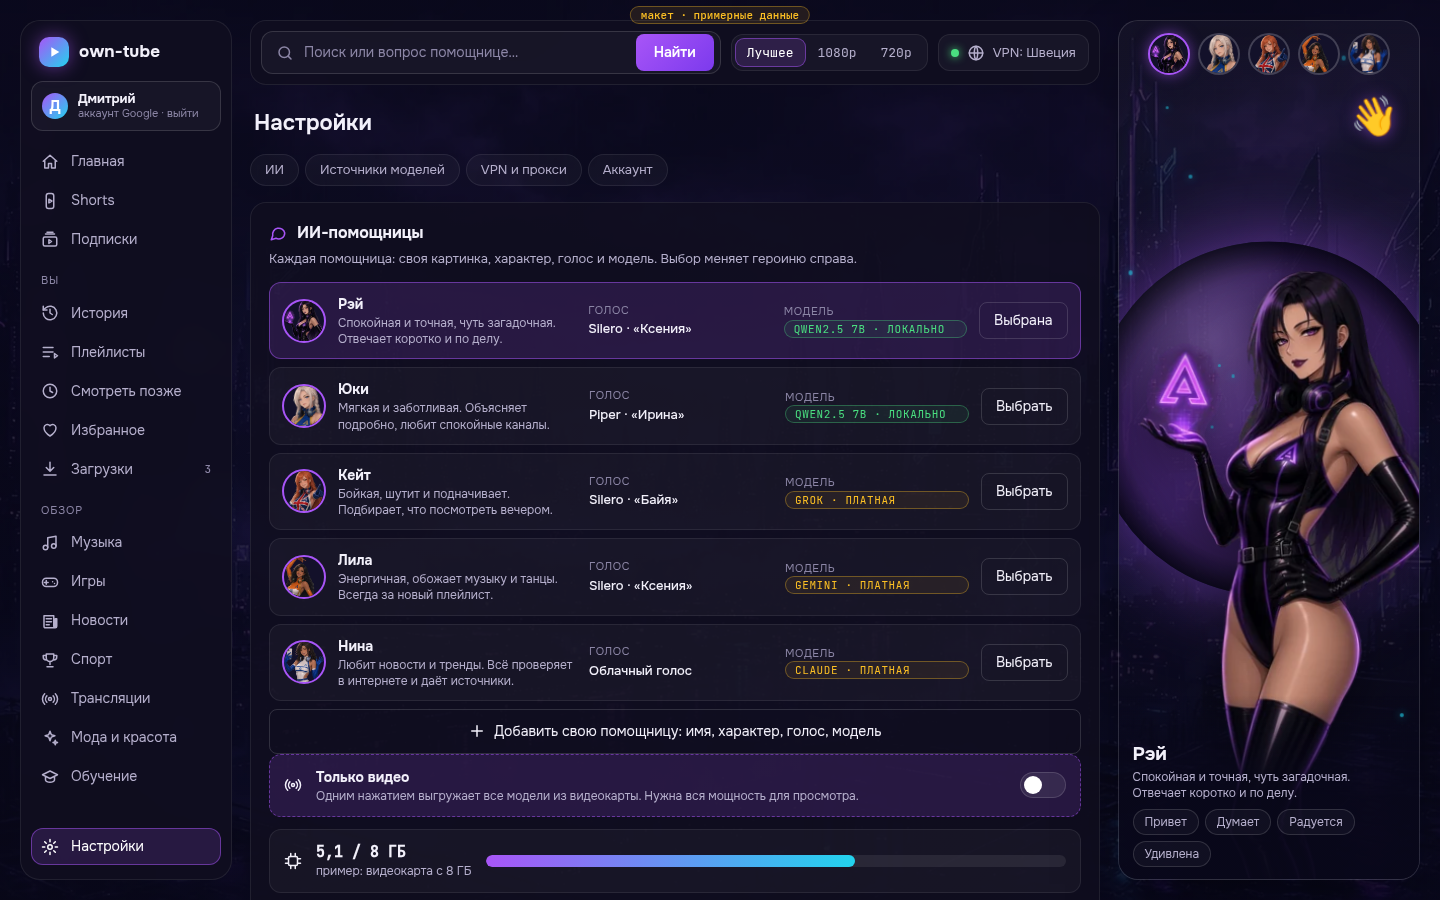 макет · примерные данные
own-tube
Д
Дмитрий
аккаунт Google · выйти
Главная
Shorts
Подписки
ВЫ
История
Плейлисты
Смотреть позже
Избранное
Загрузки 3
ОБЗОР
Музыка
Игры
Новости
Спорт
Трансляции
Мода и красота
Обучение
Настройки
Поиск или вопрос помощнице...
Найти
Лучшее 1080p 720p
VPN: Швеция
Настройки
ИИ Источники моделей VPN и прокси Аккаунт
ИИ-помощницы
Каждая помощница: своя картинка, характер, голос и модель. Выбор меняет героиню справа.
Рэй
Спокойная и точная, чуть загадочная.
Отвечает коротко и по делу.
ГОЛОС
Silero · «Ксения»
МОДЕЛЬ
QWEN2.5 7B · ЛОКАЛЬНО
Выбрана
Юки
Мягкая и заботливая. Объясняет
подробно, любит спокойные каналы.
ГОЛОС
Piper · «Ирина»
МОДЕЛЬ
QWEN2.5 7B · ЛОКАЛЬНО
Выбрать
Кейт
Бойкая, шутит и подначивает.
Подбирает, что посмотреть вечером.
ГОЛОС
Silero · «Байя»
МОДЕЛЬ
GROK · ПЛАТНАЯ
Выбрать
Лила
Энергичная, обожает музыку и танцы.
Всегда за новый плейлист.
ГОЛОС
Silero · «Ксения»
МОДЕЛЬ
GEMINI · ПЛАТНАЯ
Выбрать
Нина
Любит новости и тренды. Всё проверяет
в интернете и даёт источники.
ГОЛОС
Облачный голос
МОДЕЛЬ
CLAUDE · ПЛАТНАЯ
Выбрать
Добавить свою помощницу: имя, характер, голос, модель
Только видео
Одним нажатием выгружает все модели из видеокарты. Нужна вся мощность для просмотра.
5,1 / 8 ГБ
пример: видеокарта с 8 ГБ
Рэй
Спокойная и точная, чуть загадочная.
Отвечает коротко и по делу.
Привет Думает Радуется
Удивлена